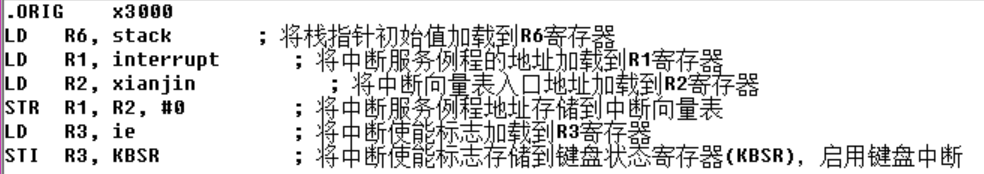 .ORIG x3000
LD R6, stack ; 将栈指针初始值加载到R6寄存器
LD R1, interrupt ; 将中断服务例程的地址加载到R1寄存器
LD R2, xianjin ; 将中断向量表入口地址加载到R2寄存器
STR R1, R2, #0 ; 将中断服务例程地址存储到中断向量表
LD R3, ie ; 将中断使能标志加载到R3寄存器
STI R3, KBSR ; 将中断使能标志存储到键盘状态寄存器(KBSR), 启用键盘中断